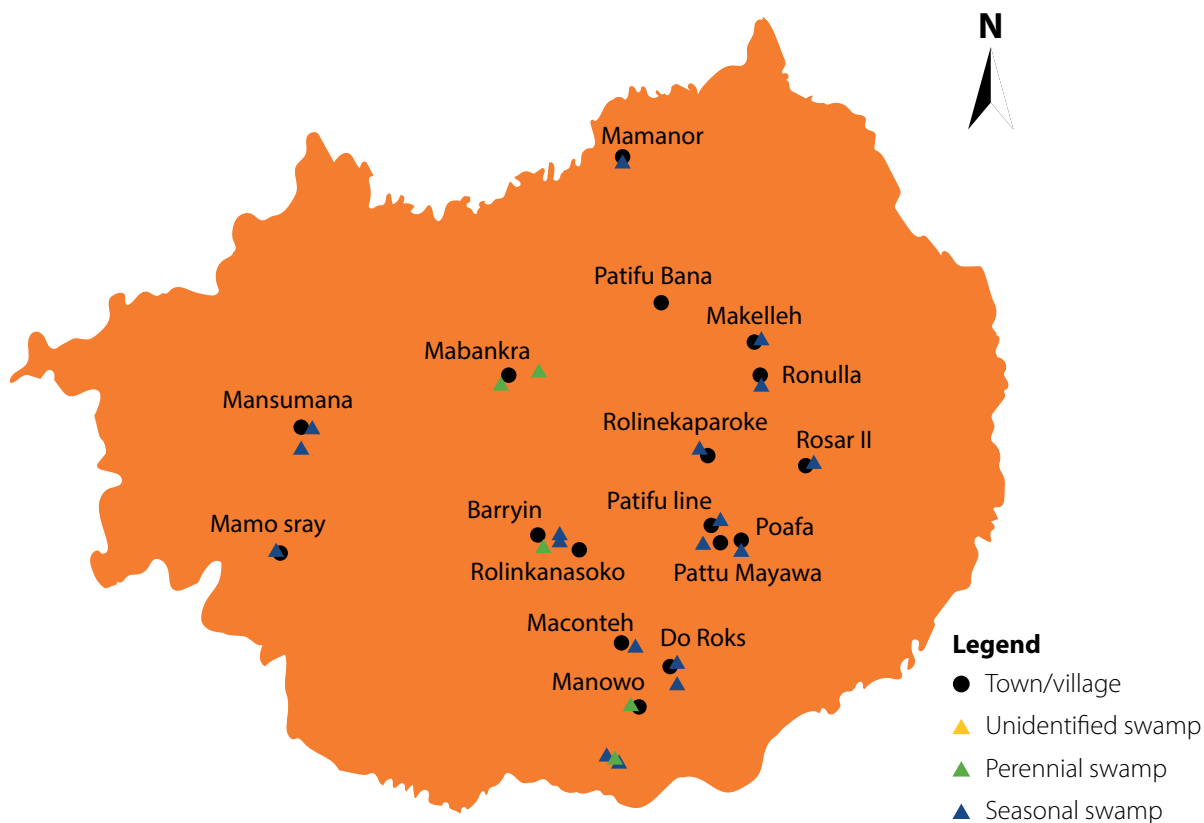 N
Mamanor
Patifu Bana
Makelleh
Mabankra
Ronulla
Mansumana
Rolinekaparoke
Rosar II
Patifu line
Barryin
Mamo sray
Poafa
Rolinkanasoko
Pattu Mayawa
Maconteh
Do Roks
Manowo
Legend
Town/village
Unidentified swamp
Perennial swamp
Seasonal swamp